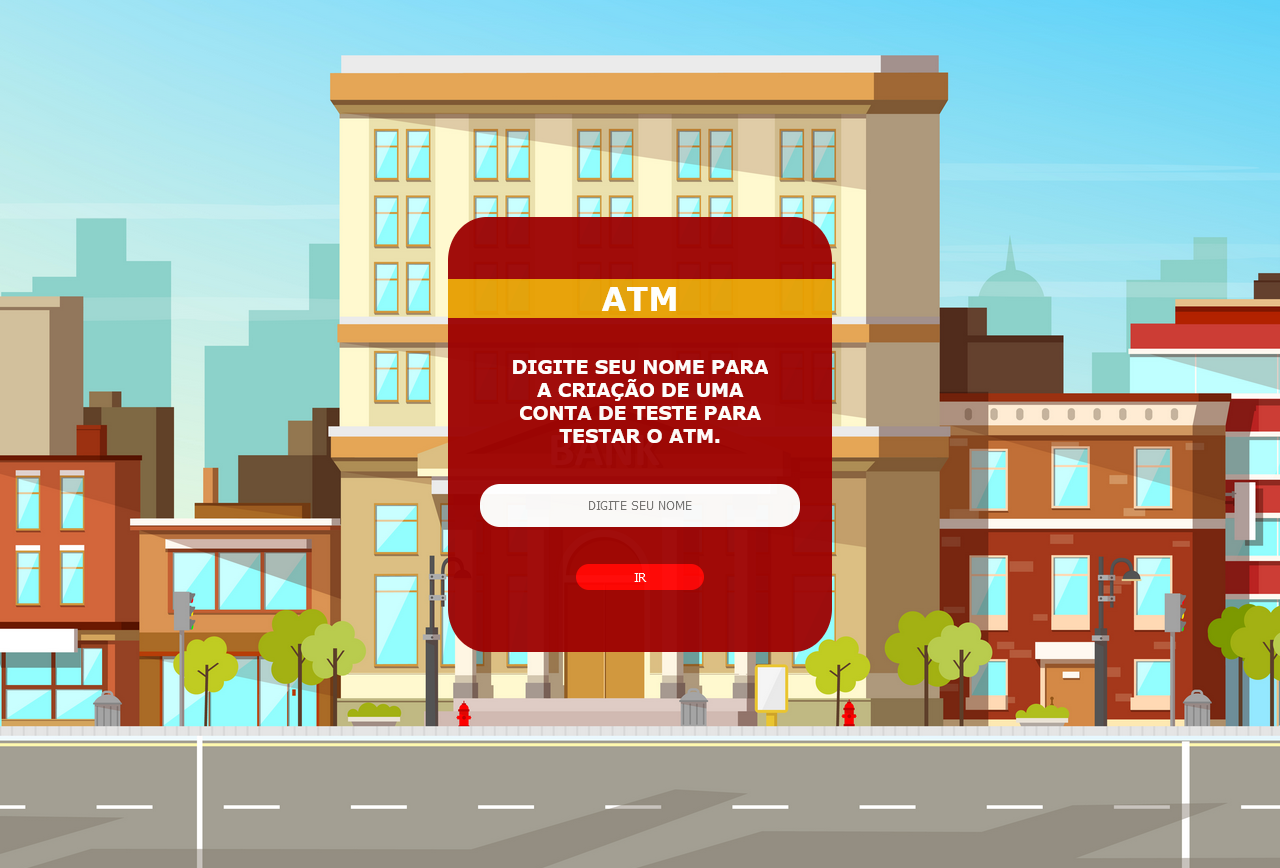 ATM
DIGITE SEU NOME PARA
A CRIAÇÃO DE UMA
CONTA DE TESTE PARA
TESTAR O ATM.
BANK
DIGITE SEU NOME
IR